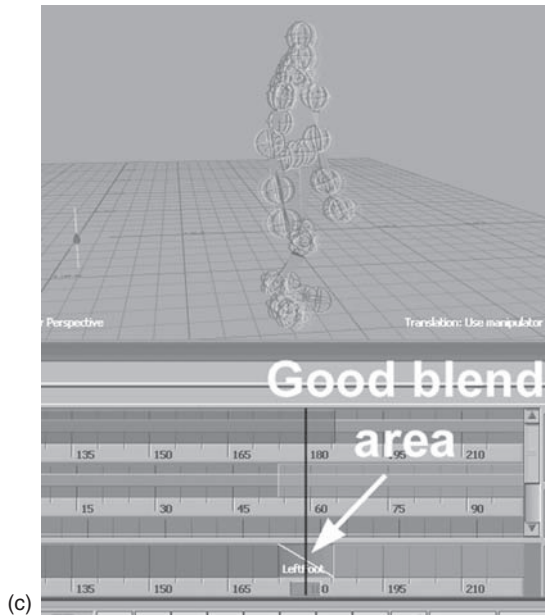 Perspective
Translation: Use manipulator
Good blend
area
135 150 165 180 195 210
15 30 45 60 75 90
LeftFoot
135 150 165 0 195 210
(c)